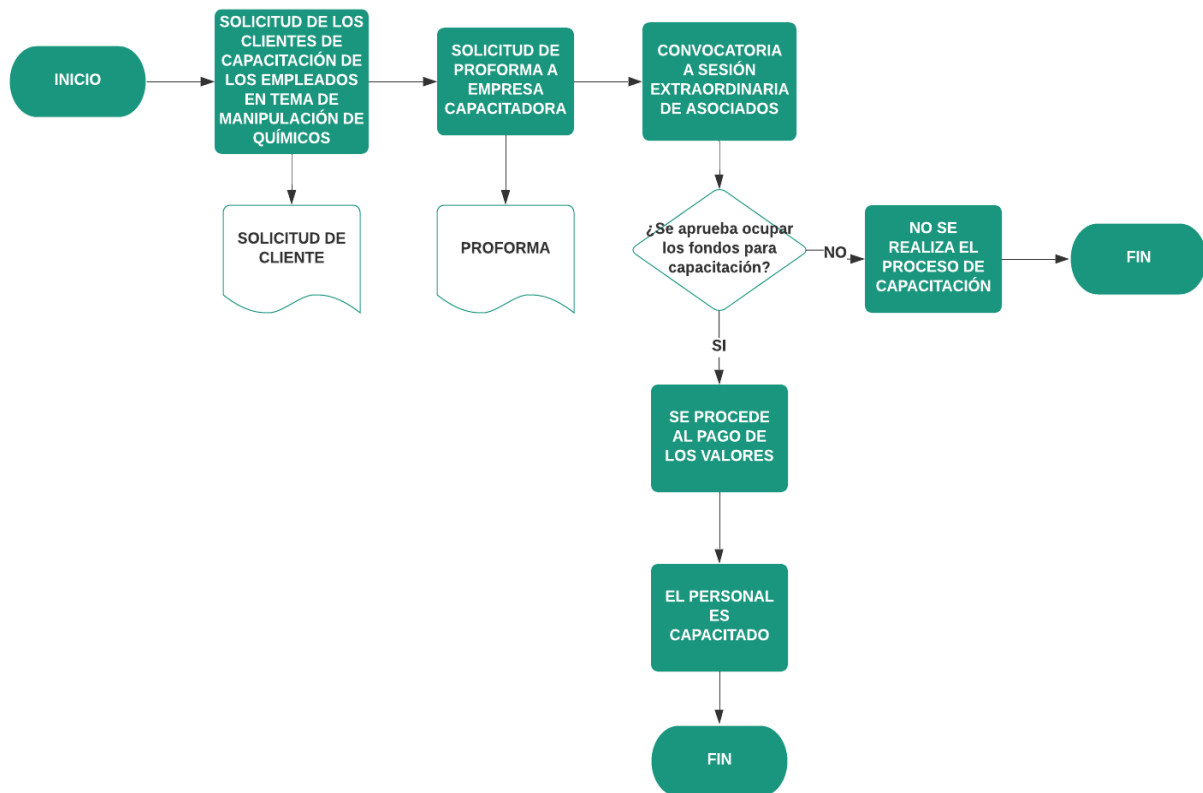 INICIO
SOLICITUD DE LOS
CLIENTES DE
CAPACITACIÓN DE
LOS EMPLEADOS
EN TEMA DE
MANIPULACIÓN DE
QUÍMICOS
SOLICITUD DE
PROFORMA A
EMPRESA
CAPACITADORA
CONVOCATORIA
A SESIÓN
EXTRAORDINARIA
DE ASOCIADOS
SOLICITUD DE
CLIENTE
PROFORMA
¿Se aprueba ocupar
los fondos para
capacitación?
NO
NO SE
REALIZA EL
PROCESO DE
CAPACITACIÓN
FIN
SI
SE PROCEDE
AL PAGO DE
LOS VALORES
EL PERSONAL
ES
CAPACITADO
FIN